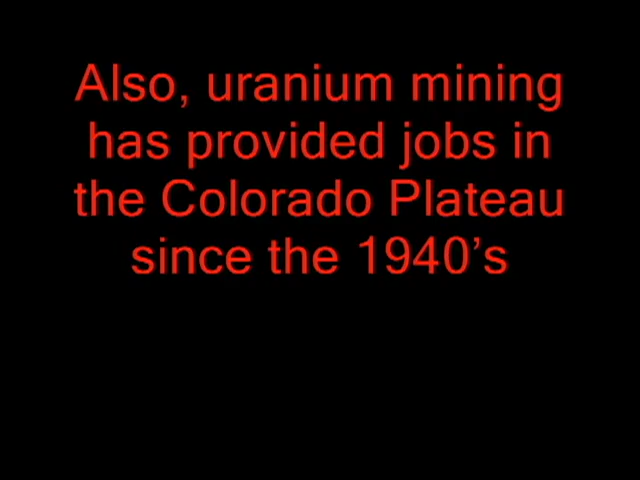 Also, uranium mining
has provided jobs in
the Colorado Plateau
since the 1940’s